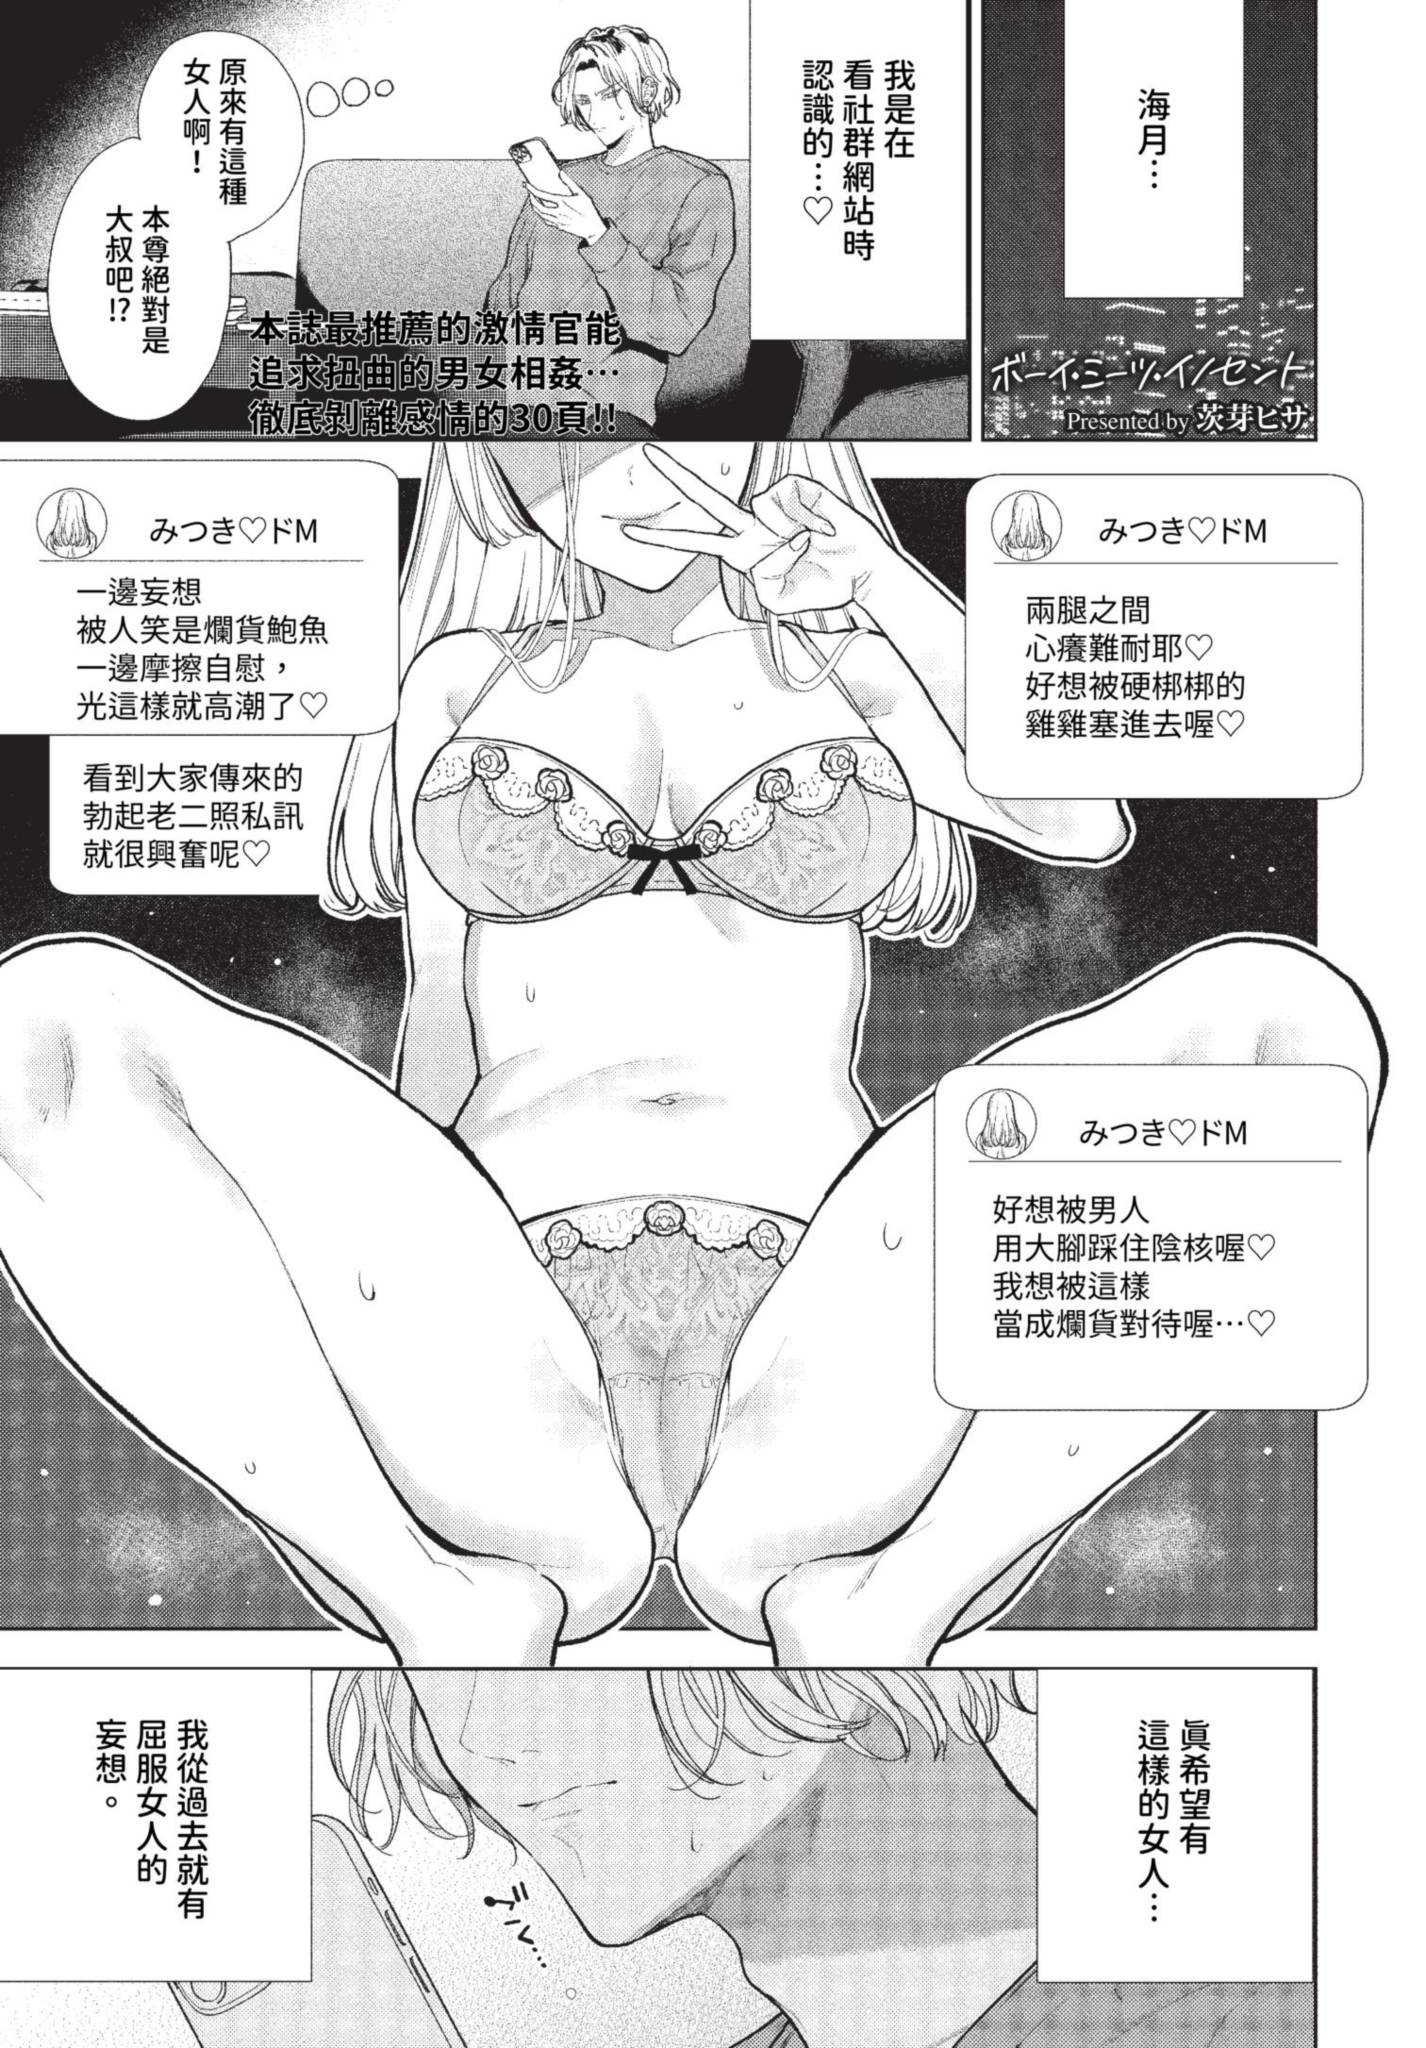 海月…
ボーイ・ミーツ・イノセント
Presented by 茨芽ヒサ
我是在
看社群網站時
認識的…♡
原來有這種
女人啊！
本尊絕對是
大叔吧!?
本誌最推薦的激情官能
追求扭曲的男女相姦…
徹底剝離感情的30頁!!
みつき♡ドM
兩腿之間
心癢難耐耶♡
好想被硬梆梆的
雞雞塞進去喔♡
みつき♡ドM
一邊妄想
被人笑是爛貨鮑魚
一邊摩擦自慰，
光這樣就高潮了♡
看到大家傳來的
勃起老二照私訊
就很興奮呢♡
みつき♡ドM
好想被男人
用大腳踩住陰核喔♡
我想被這樣
當成爛貨對待喔…♡
眞希望有
這樣的女人…
我從過去就有
屈服女人的
妄想。